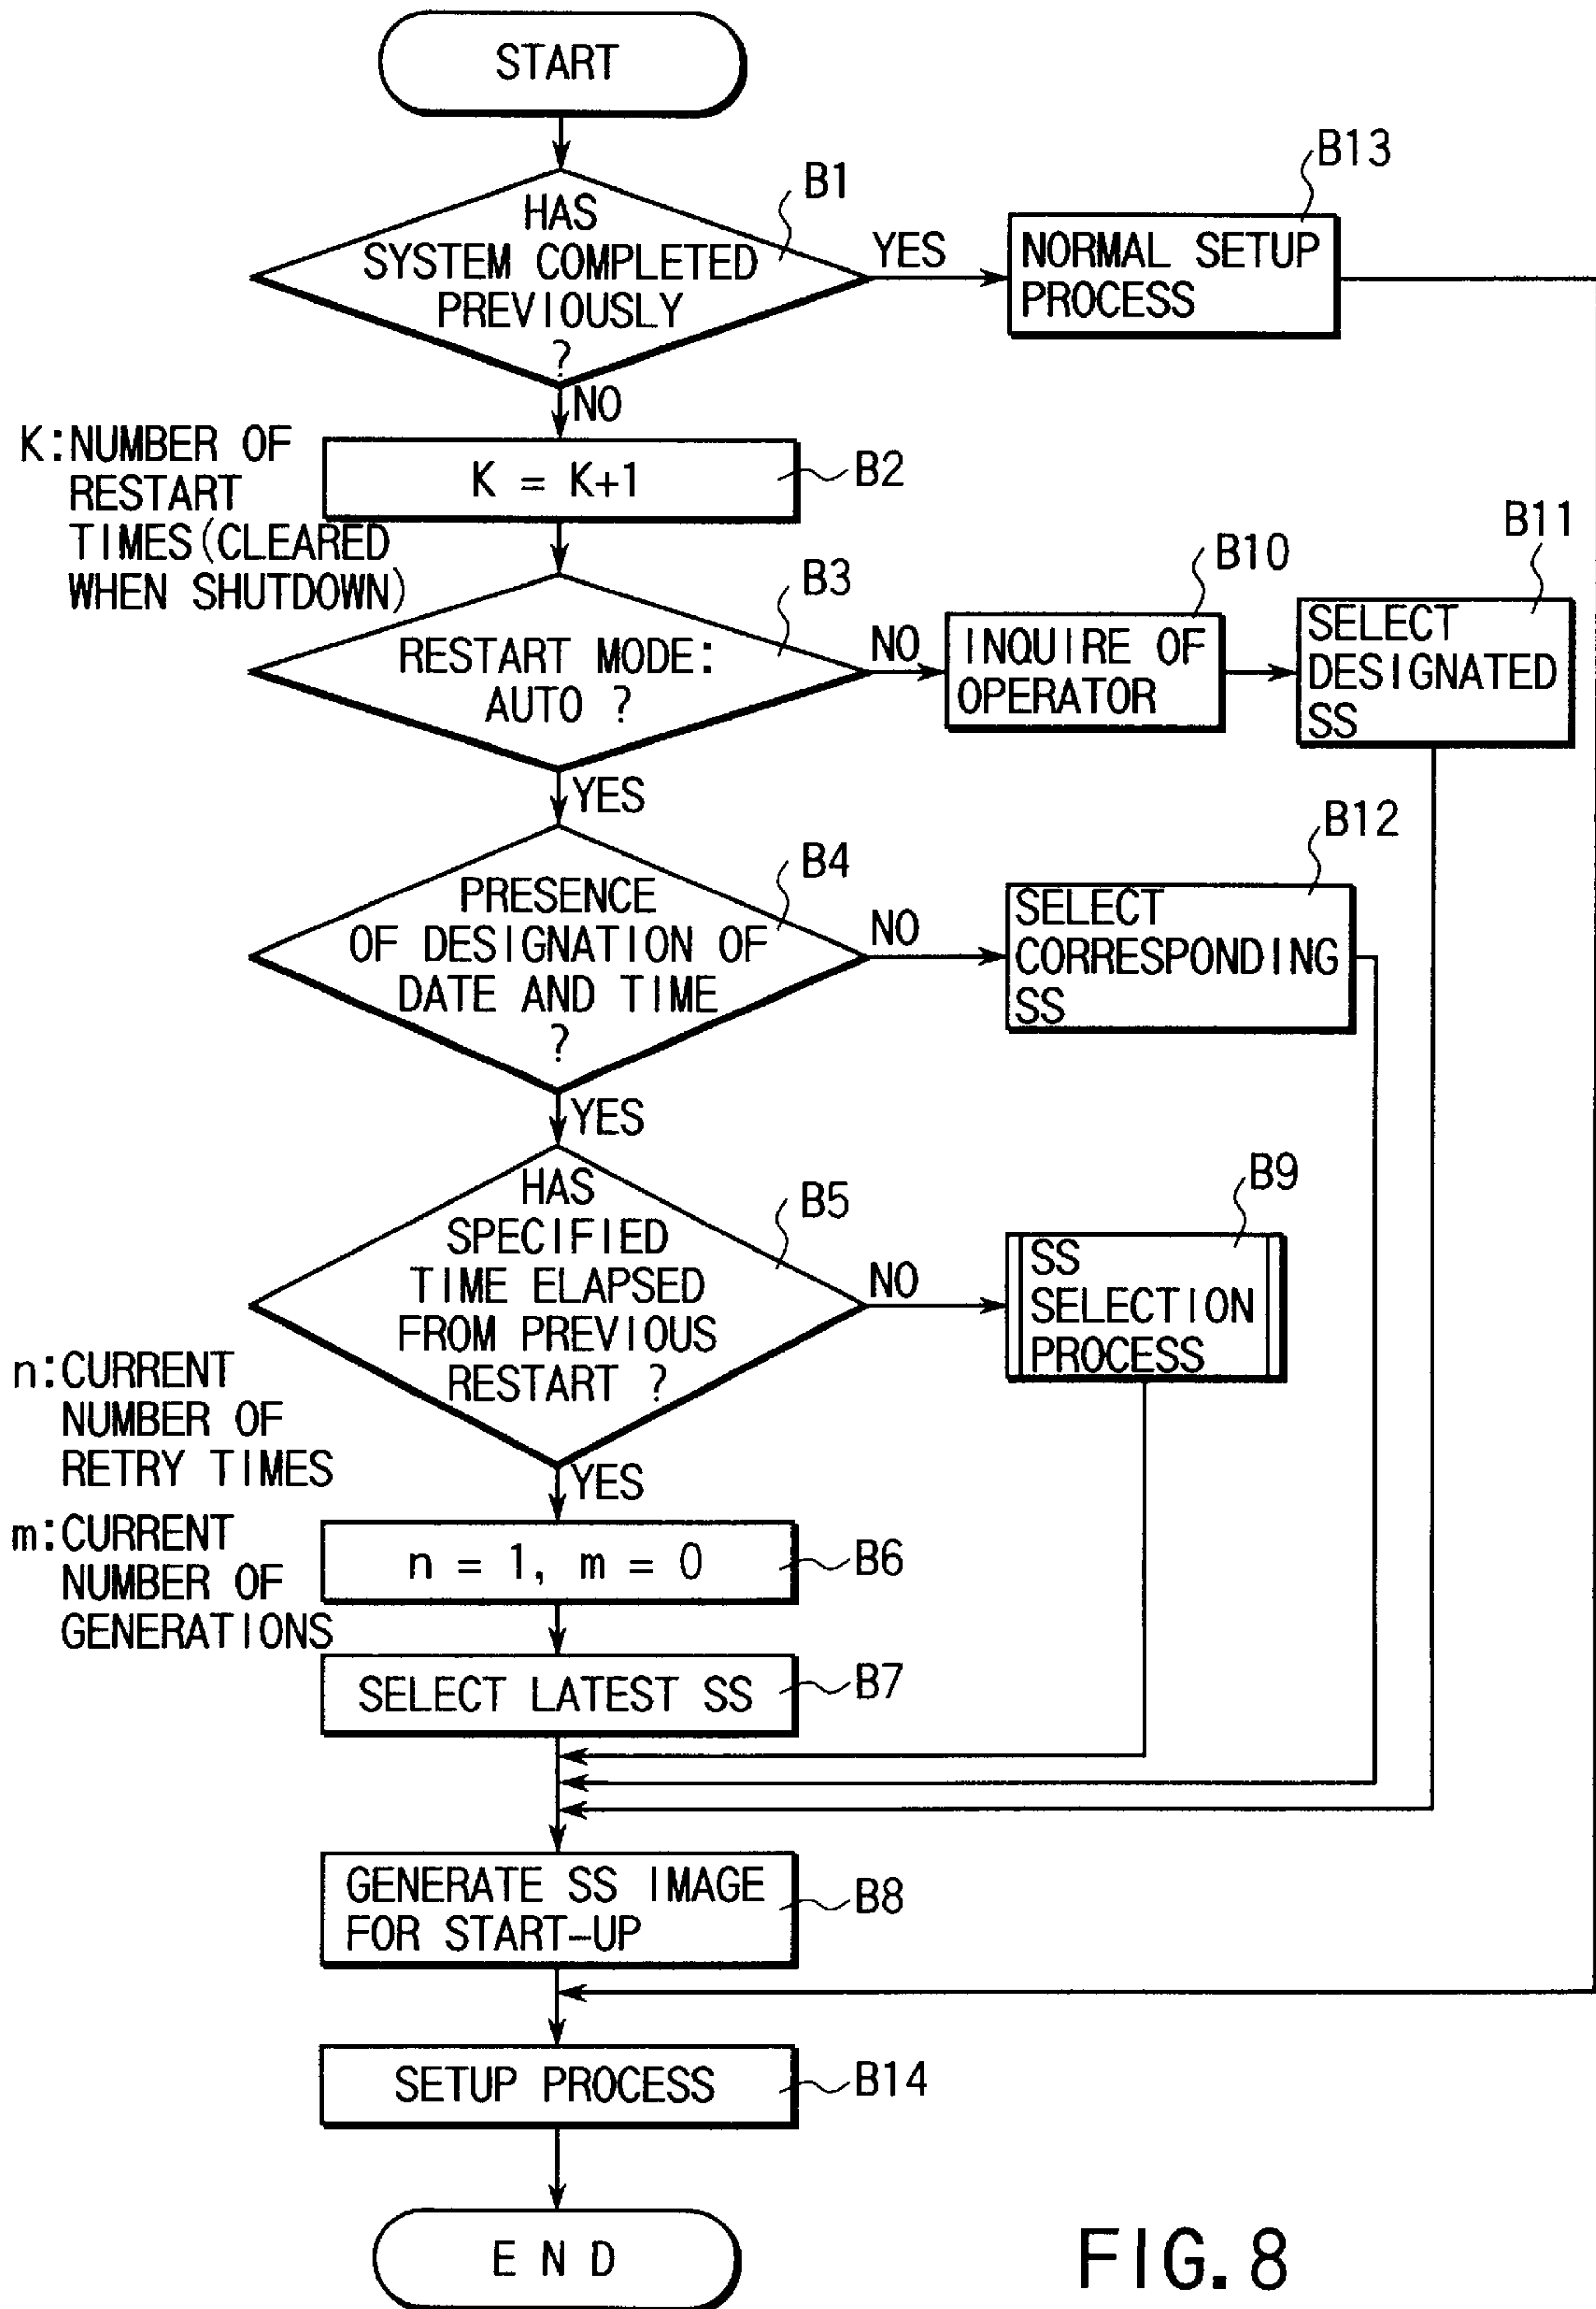 START
B1
HAS
SYSTEM COMPLETED
PREVIOUSLY
?
YES
B13
NORMAL SETUP
PROCESS
NO
K:NUMBER OF
RESTART
TIMES(CLEARED
WHEN SHUTDOWN)
K = K+1
B2
B3
RESTART MODE:
AUTO ?
NO
B10
INQUIRE OF
OPERATOR
B11
SELECT
DESIGNATED
SS
YES
B4
PRESENCE
OF DESIGNATION OF
DATE AND TIME
?
NO
B12
SELECT
CORRESPONDING
SS
YES
B5
HAS
SPECIFIED
TIME ELAPSED
FROM PREVIOUS
RESTART ?
NO
B9
SS
SELECTION
PROCESS
n:CURRENT
NUMBER OF
RETRY TIMES
YES
m:CURRENT
NUMBER OF
GENERATIONS
n = 1, m = 0
B6
SELECT LATEST SS
B7
GENERATE SS IMAGE
FOR START-UP
B8
SETUP PROCESS
B14
END
FIG. 8